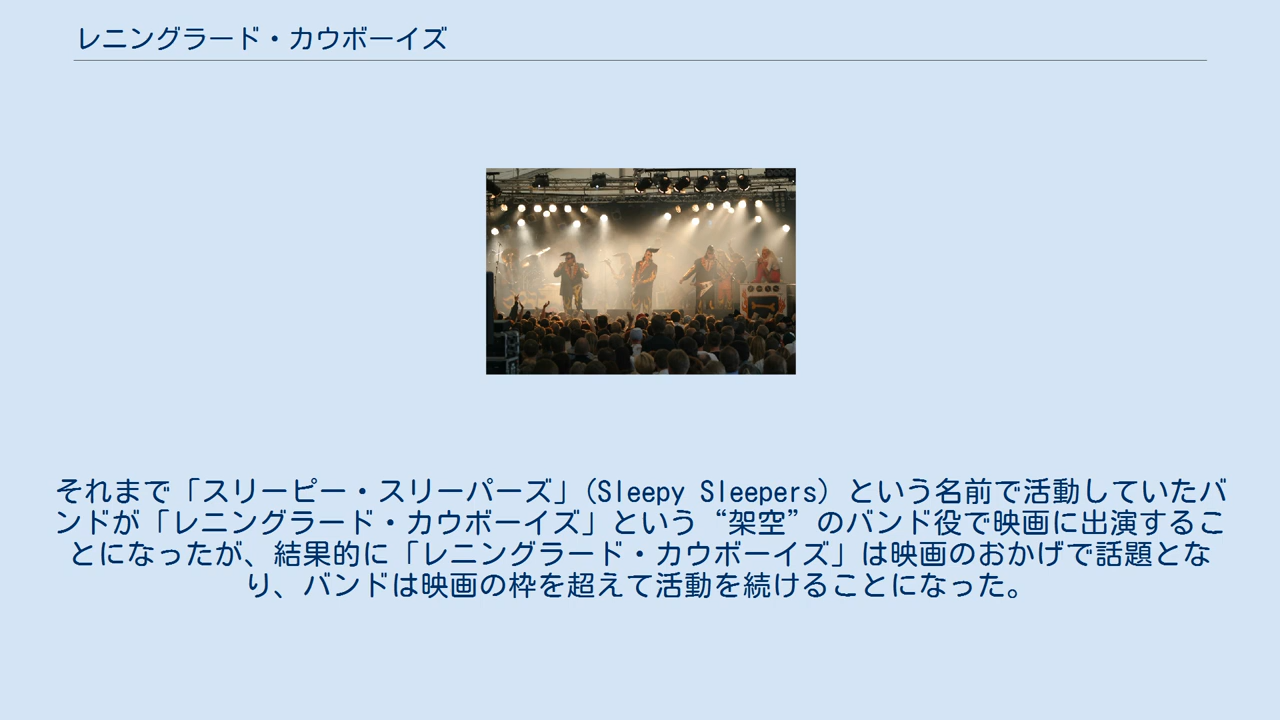 レニングラード・カウボーイズ
それまで「スリーピー・スリーパーズ」（Sleepy Sleepers）という名前で活動していたバ
ンドが「レニングラード・カウボーイズ」という“架空”のバンド役で映画に出演するこ
とになったが、結果的に「レニングラード・カウボーイズ」は映画のおかげで話題とな
り、バンドは映画の枠を超えて活動を続けることになった。